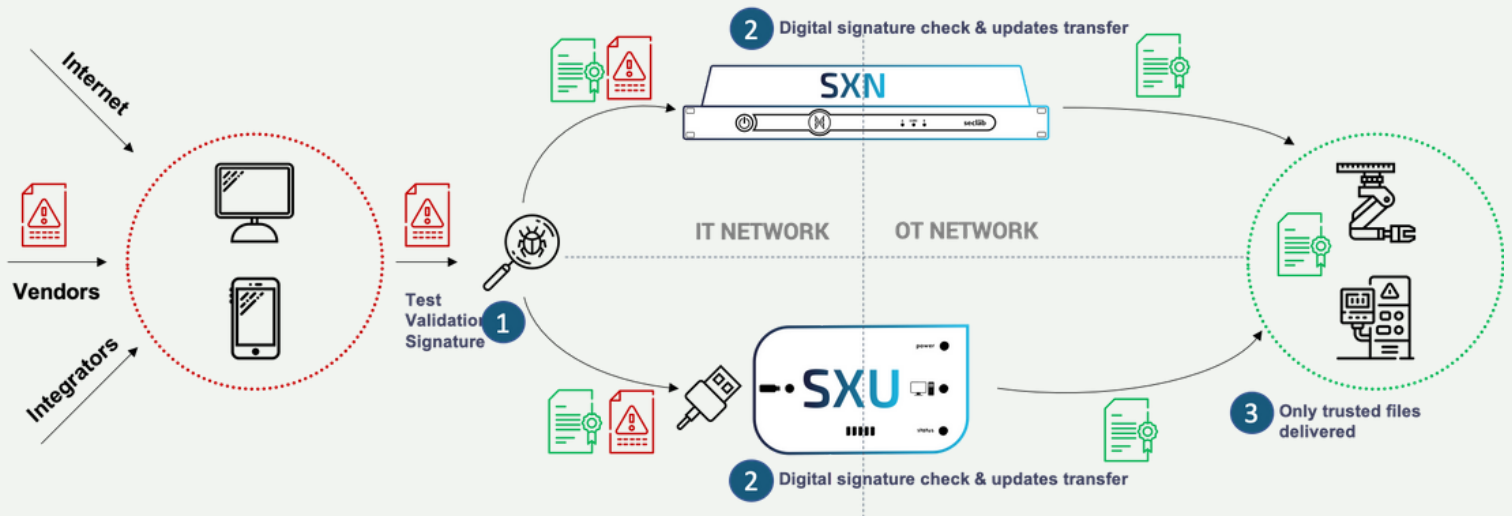 2 Digital signature check & updates transfer
Internet
SXN
seclab
IT NETWORK
OT NETWORK
Vendors
Test
Validation
Signature
1
Integrators
power
SXU
status
3 Only trusted files
delivered
2 Digital signature check & updates transfer